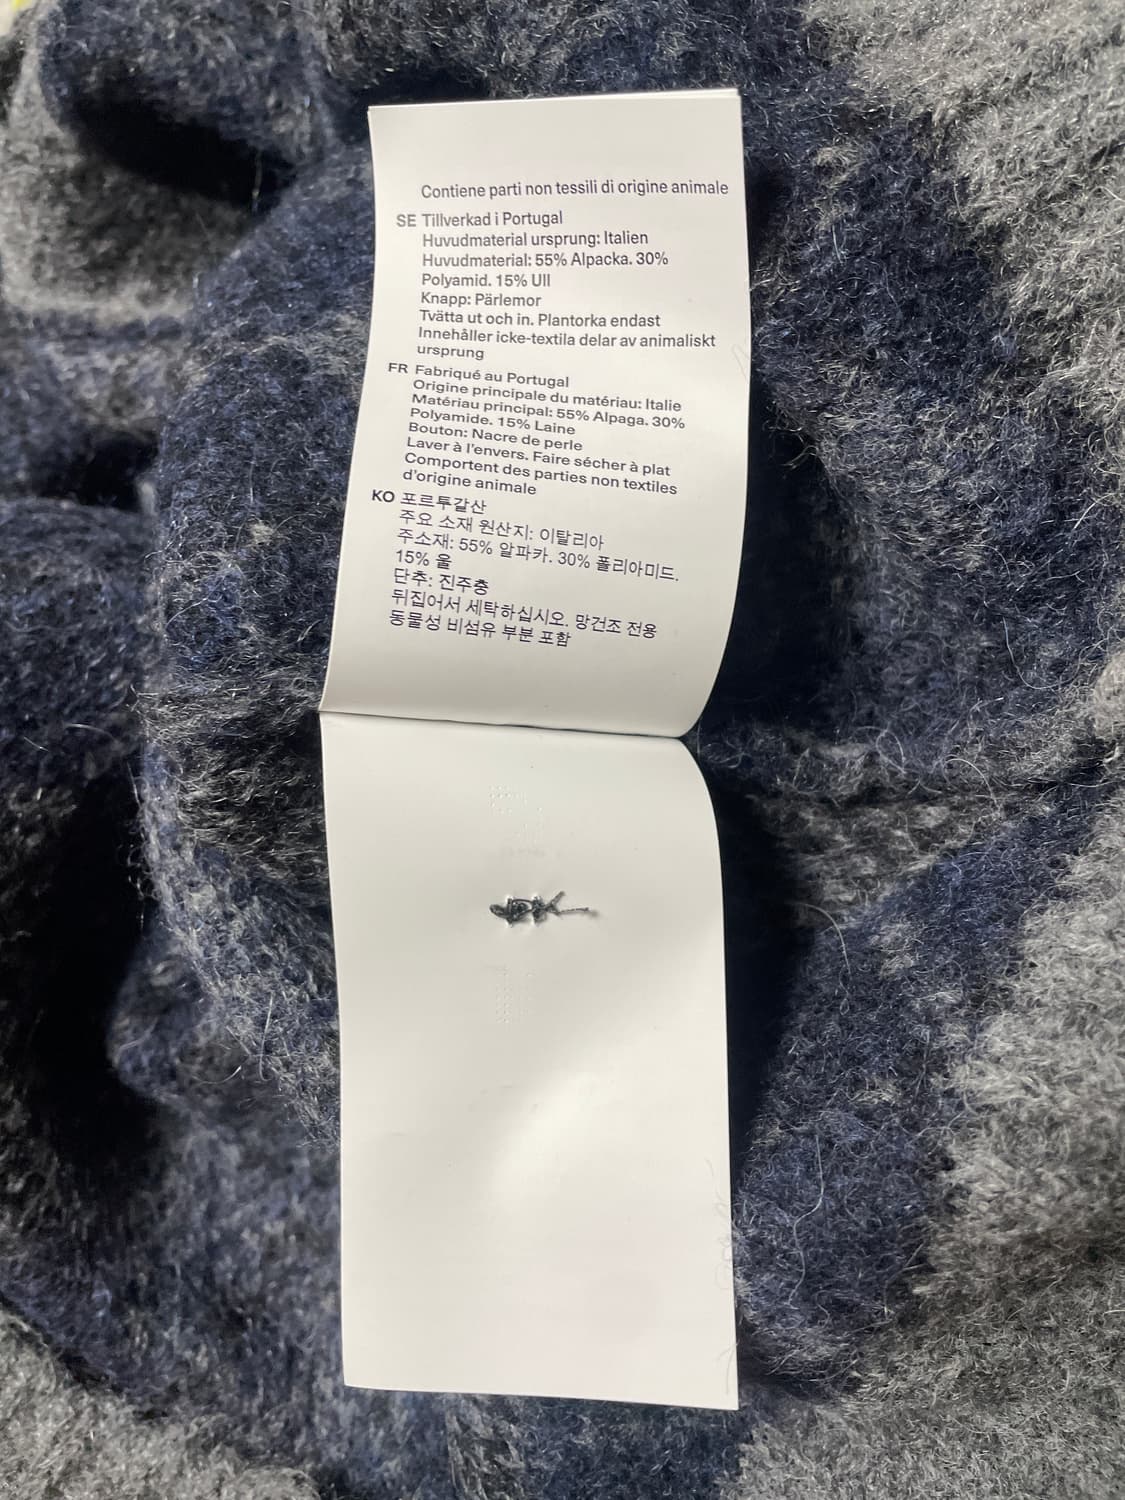 Contiene parti non tessili di origine animale
SE Tillverkad i Portugal
Huvudmaterial ursprung: Italien
Huvudmaterial: 55% Alpacka. 30%
Polyamid. 15% Ull
Knapp: Pärlemor
Tvätta ut och in. Plantorka endast
Innehåller icke-textila delar av animaliskt
ursprung
FR Fabriqué au Portugal
Origine principale du matériau: Italie
Matériau principal: 55% Alpaga. 30%
Polyamide. 15% Laine
Bouton: Nacre de perle
Laver à l'envers. Faire sécher à plat
Comportent des parties non textiles
d'origine animale
KO 포르투갈산
주요 소재 원산지: 이탈리아
주소재: 55% 알파카. 30% 폴리아미드.
15% 울
단추: 진주층
뒤집어서 세탁하십시오. 망건조 전용
동물성 비섬유 부분 포함